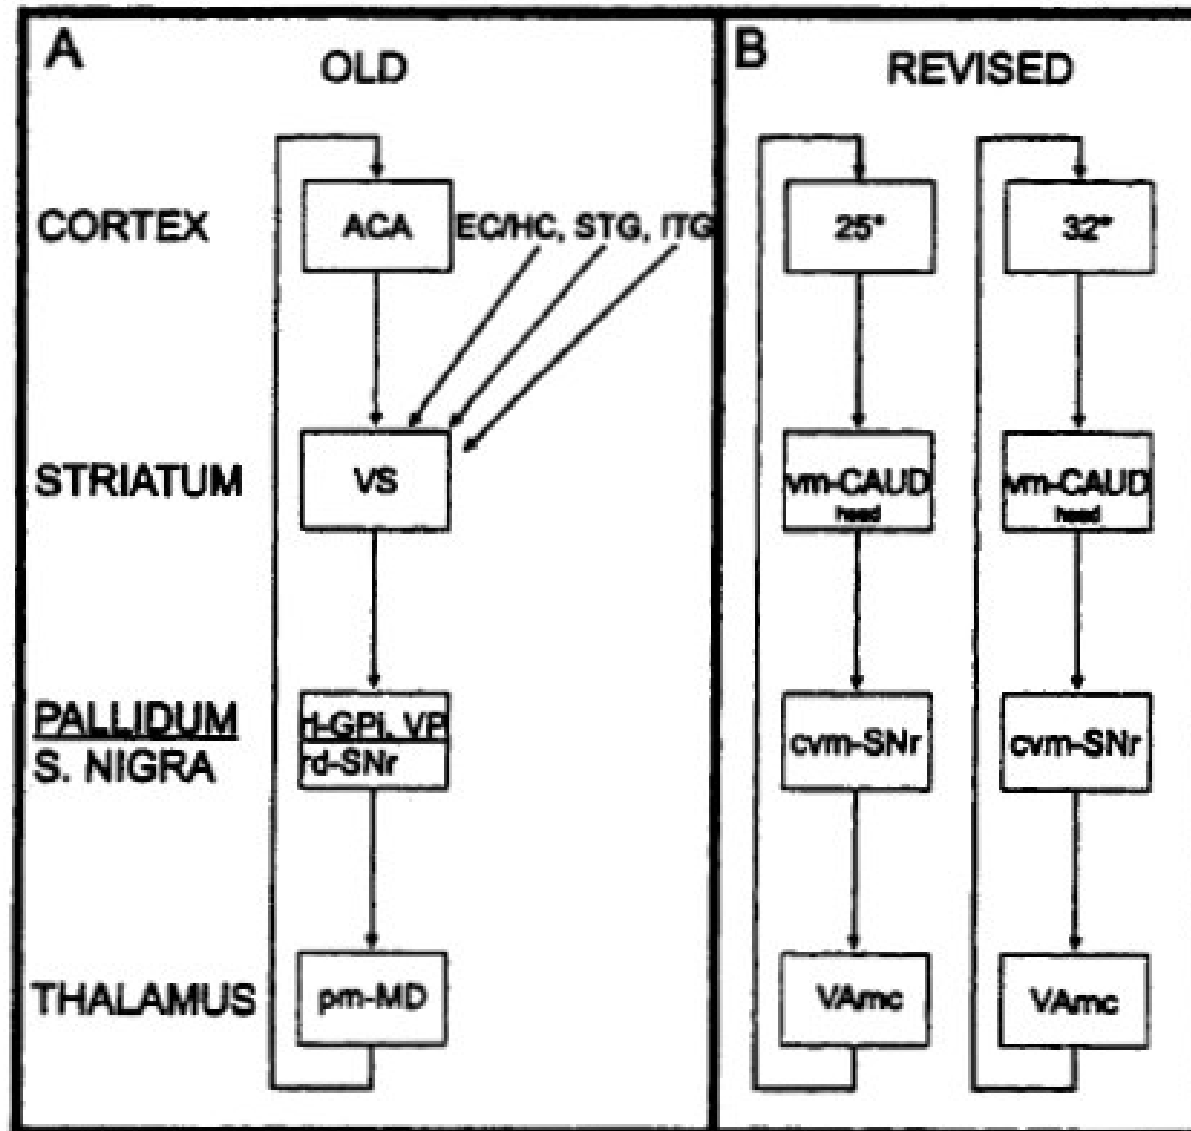 A
OLD
B
REVISED
CORTEX
ACA
EC/HC, STG, ITG
25*
32*
STRIATUM
VS
vm-CAUD
head
vm-CAUD
head
PALLIDUM
S. NIGRA
rl-GPi, VP
rd-SNr
cvm-SNr
cvm-SNr
THALAMUS
pm-MD
VAmc
VAmc